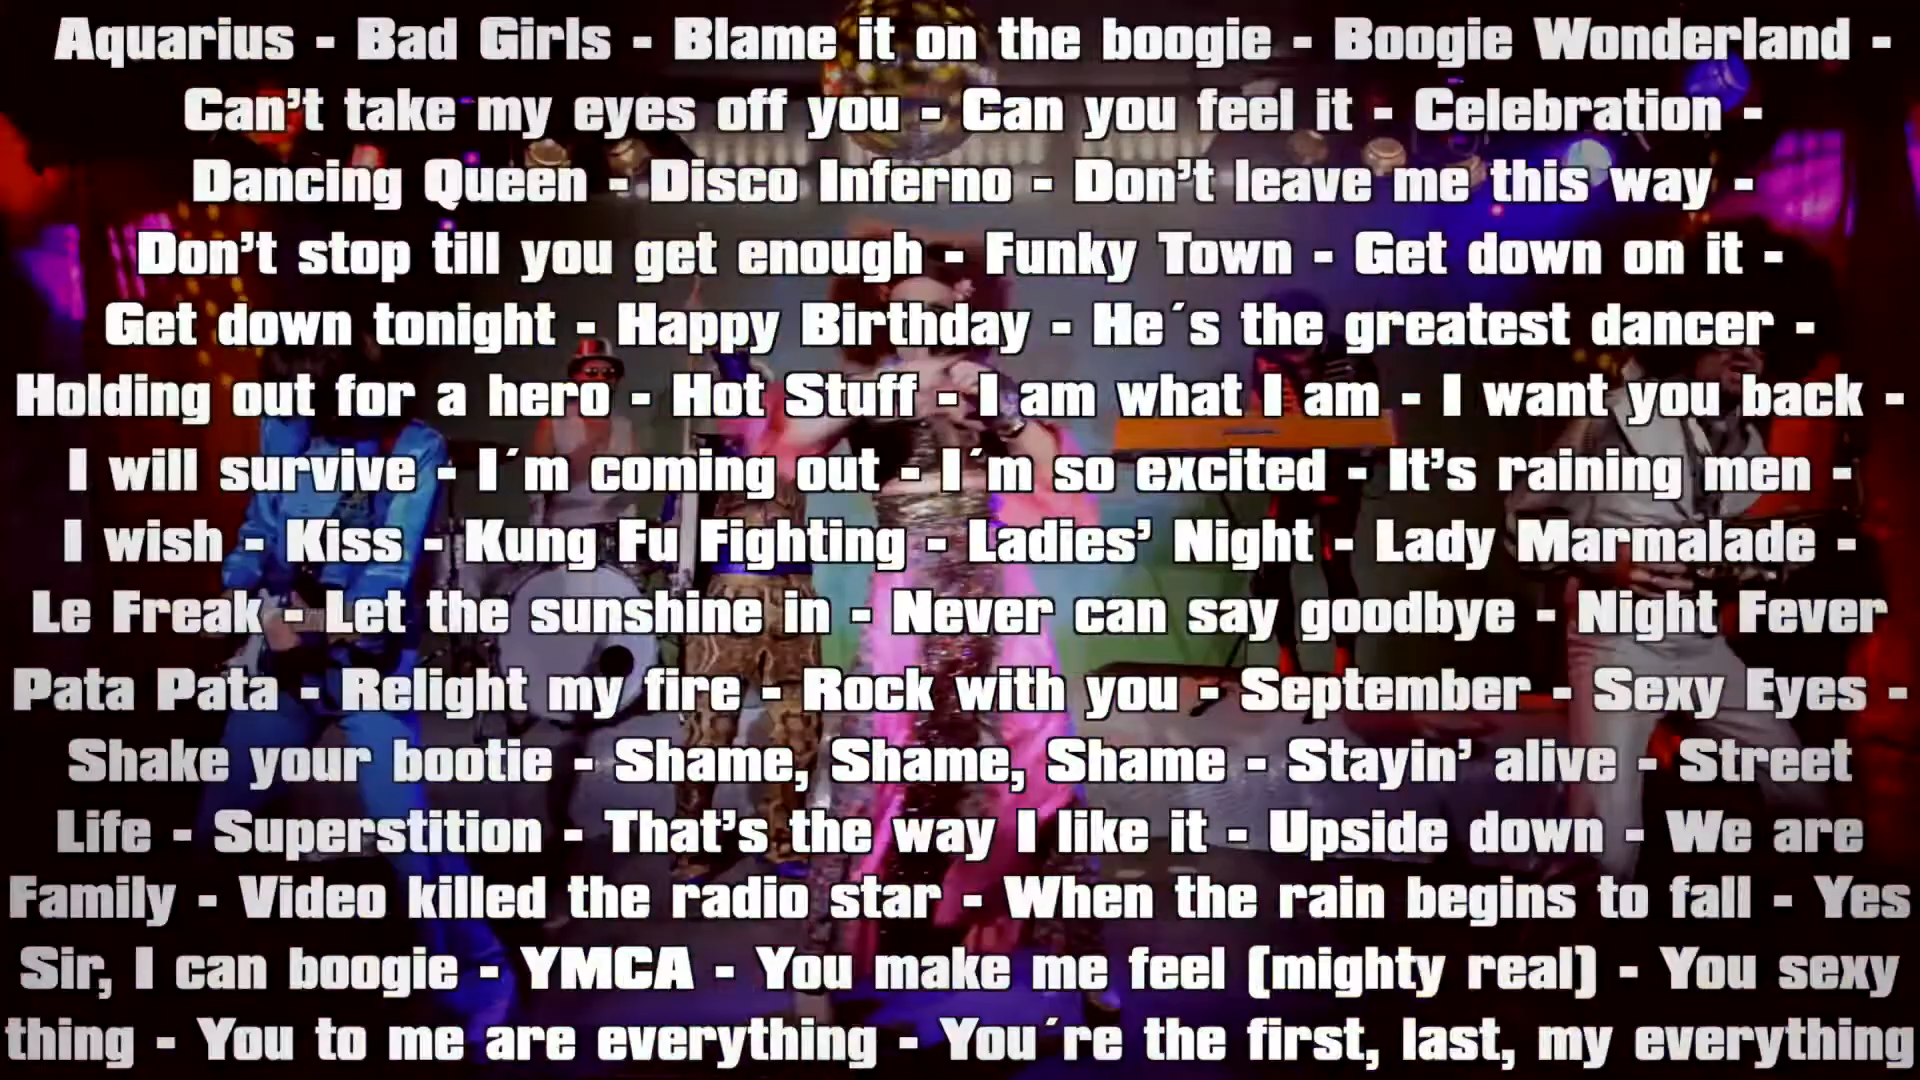 Aquarius - Bad Girls - Blame it on the boogie - Boogie Wonderland -
Can’t take my eyes off you - Can you feel it - Celebration -
Dancing Queen - Disco Inferno - Don’t leave me this way -
Don’t stop till you get enough - Funky Town - Get down on it -
Get down tonight - Happy Birthday - He´s the greatest dancer -
Holding out for a hero - Hot Stuff - I am what I am - I want you back -
I will survive - I´m coming out - I´m so excited - It’s raining men -
I wish - Kiss - Kung Fu Fighting - Ladies’ Night - Lady Marmalade -
Le Freak - Let the sunshine in - Never can say goodbye - Night Fever
Pata Pata - Relight my fire - Rock with you - September - Sexy Eyes -
Shake your bootie - Shame, Shame, Shame - Stayin’ alive - Street
Life - Superstition - That’s the way I like it - Upside down - We are
Family - Video killed the radio star - When the rain begins to fall - Yes
Sir, I can boogie - YMCA - You make me feel (mighty real) - You sexy
thing - You to me are everything - You´re the first, last, my everything